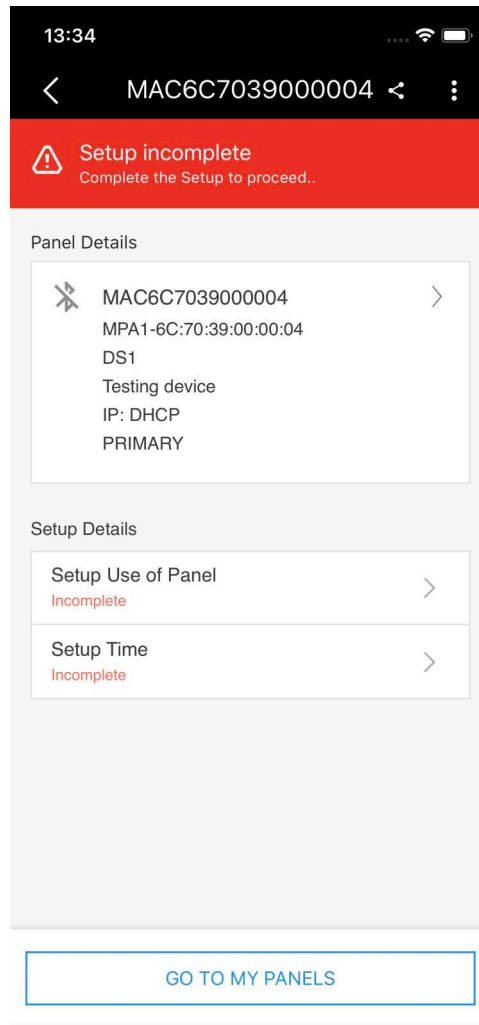 13:34
MAC6C7039000004
Setup incomplete
Complete the Setup to proceed..
Panel Details
MAC6C7039000004
MPA1-6C:70:39:00:00:04
DS1
Testing device
IP: DHCP
PRIMARY
Setup Details
Setup Use of Panel
Incomplete
Setup Time
Incomplete
GO TO MY PANELS